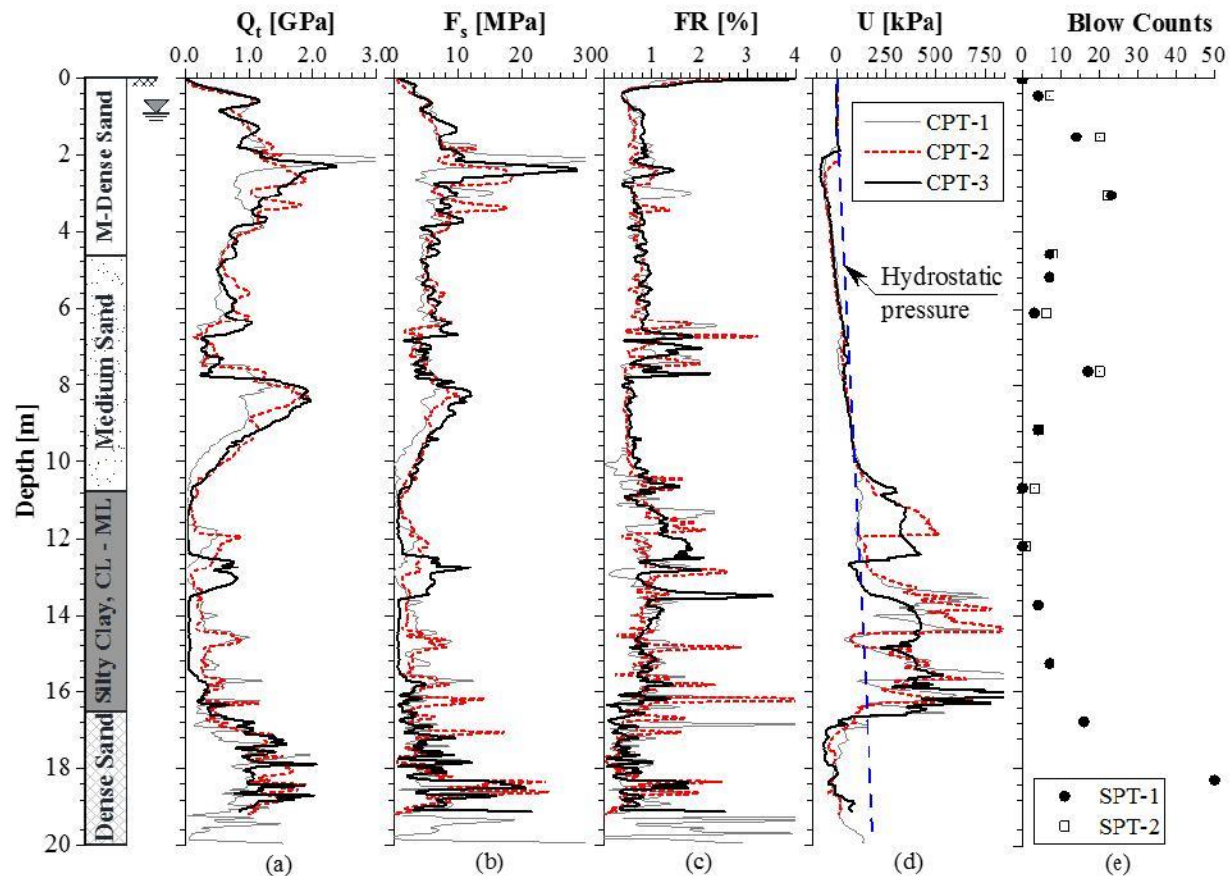 Qt [GPa] Fs [MPa] FR [%] U [kPa] Blow Counts
0.0 1.0 2.0 3.0 0 10 20 30 0 1 2 3 4 0 250 500 750 0 10 20 30 40 50
0
2
4
6
8
10
12
14
16
18
20
Depth [m]
M-Dense Sand
Medium Sand
Silty Clay, CL - ML
Dense Sand
CPT-1
CPT-2
CPT-3
Hydrostatic
pressure
SPT-1
SPT-2
(a) (b) (c) (d) (e)